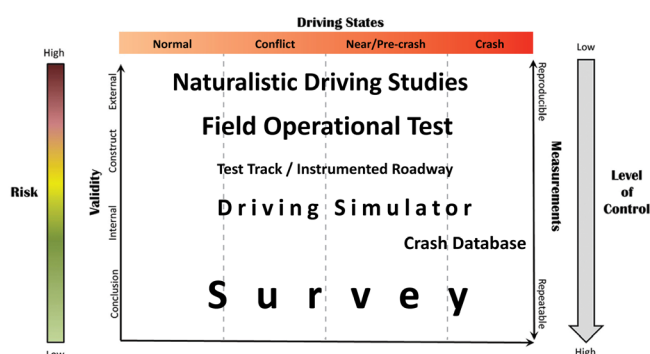 Driving States
Normal Conflict Near/Pre-crash Crash
High
Low
External
Naturalistic Driving Studies
Reproducible
Field Operational Test
Construct
Test Track / Instrumented Roadway
Risk
Validity
Measurements
Level
of
Control
Internal
Driving Simulator
Crash Database
Conclusion
Survey
Repeatable
Low
High